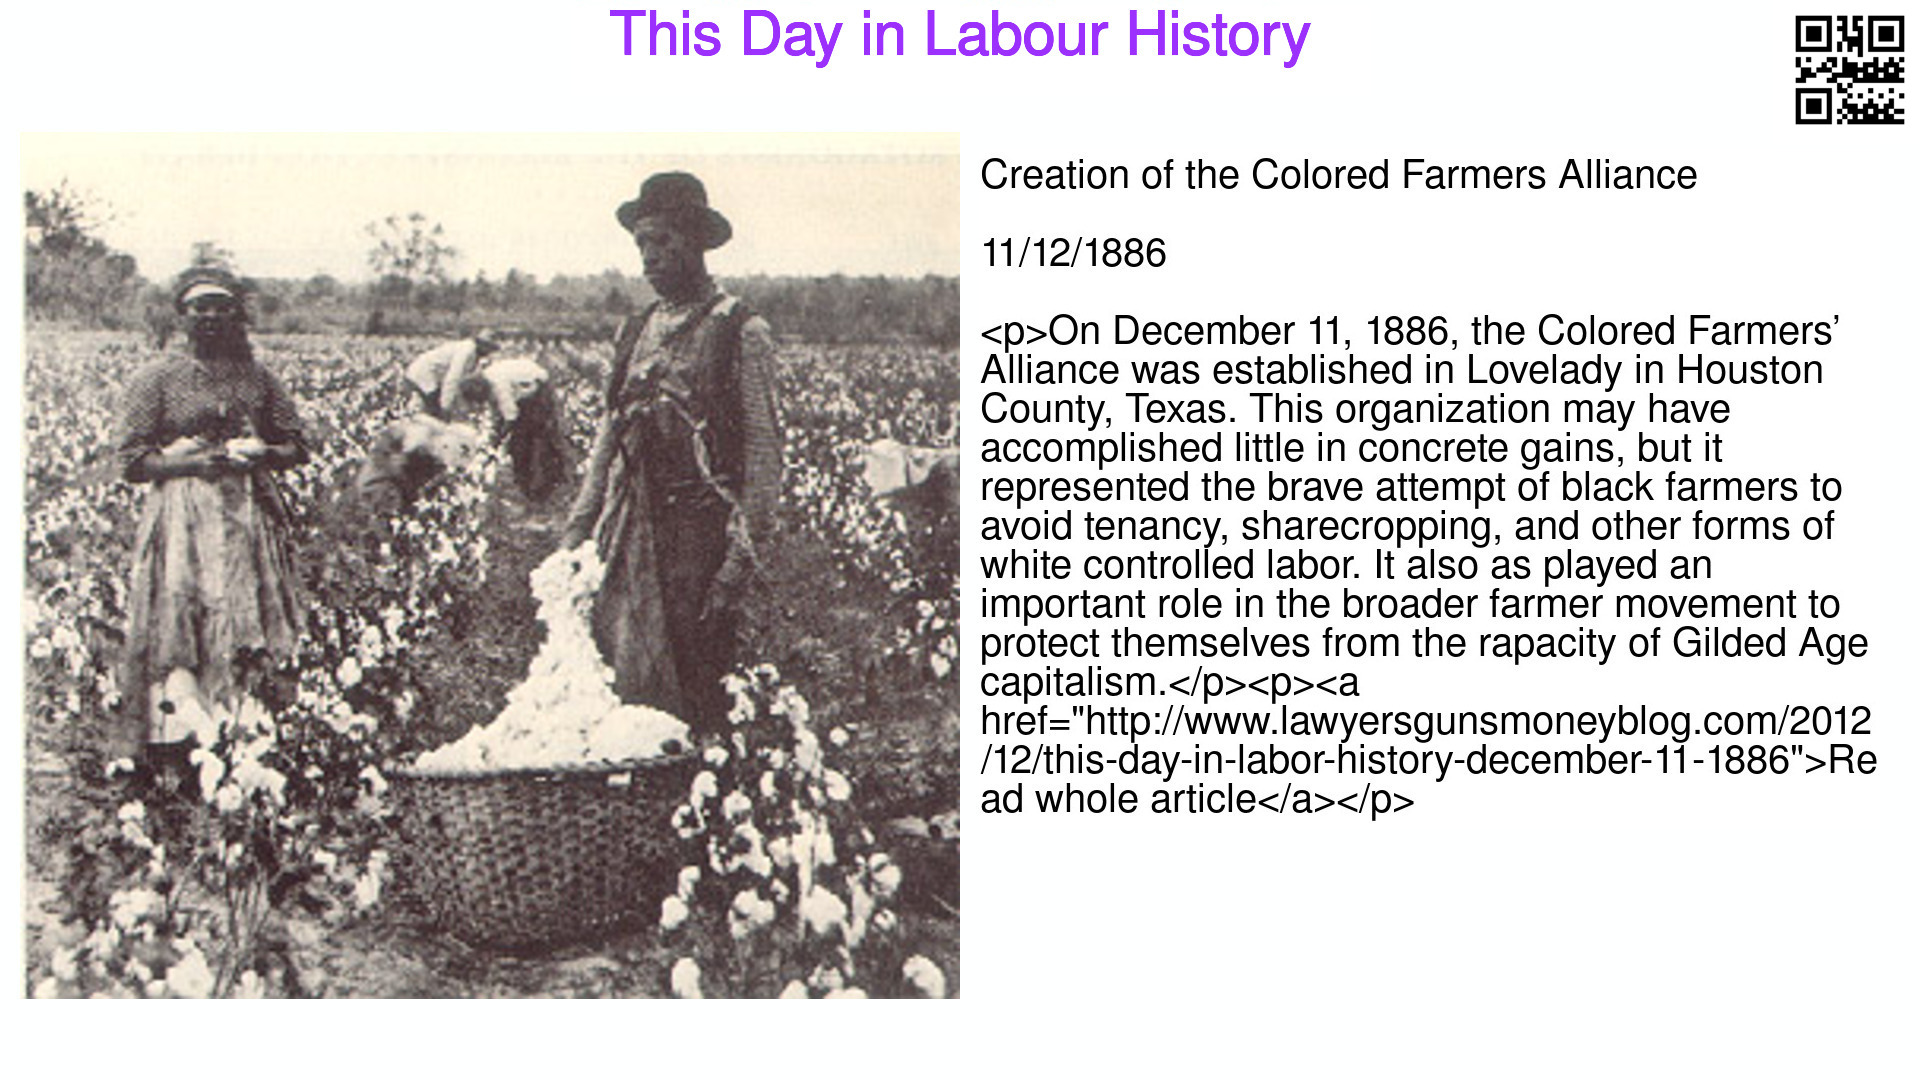 This Day in Labour History
Creation of the Colored Farmers Alliance
11/12/1886
<p>On December 11, 1886, the Colored Farmers’
Alliance was established in Lovelady in Houston
County, Texas. This organization may have
accomplished little in concrete gains, but it
represented the brave attempt of black farmers to
avoid tenancy, sharecropping, and other forms of
white controlled labor. It also as played an
important role in the broader farmer movement to
protect themselves from the rapacity of Gilded Age
capitalism.</p><p><a
href="http://www.lawyersgunsmoneyblog.com/2012
/12/this-day-in-labor-history-december-11-1886">Re
ad whole article</a></p>